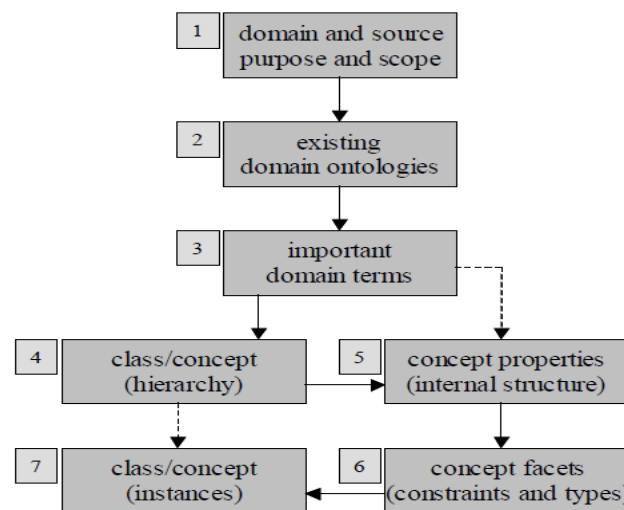 1
domain and source
purpose and scope
2
existing
domain ontologies
3
important
domain terms
4
class/concept
(hierarchy)
5
concept properties
(internal structure)
7
class/concept
(instances)
6
concept facets
(constraints and types)